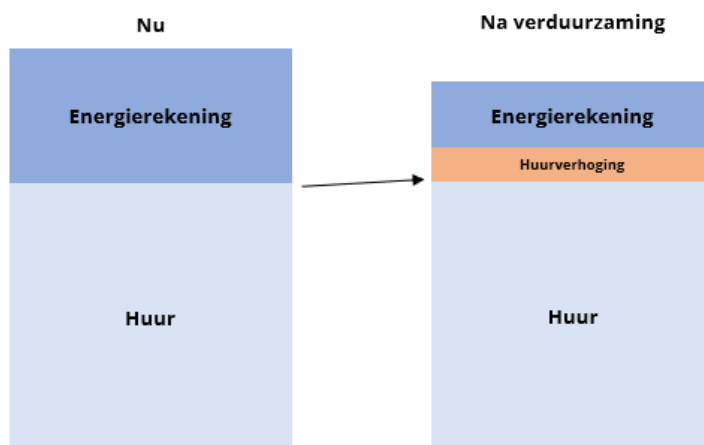 Nu
Energierekening
Huur
Na verduurzaming
Energierekening
Huurverhoging
Huur